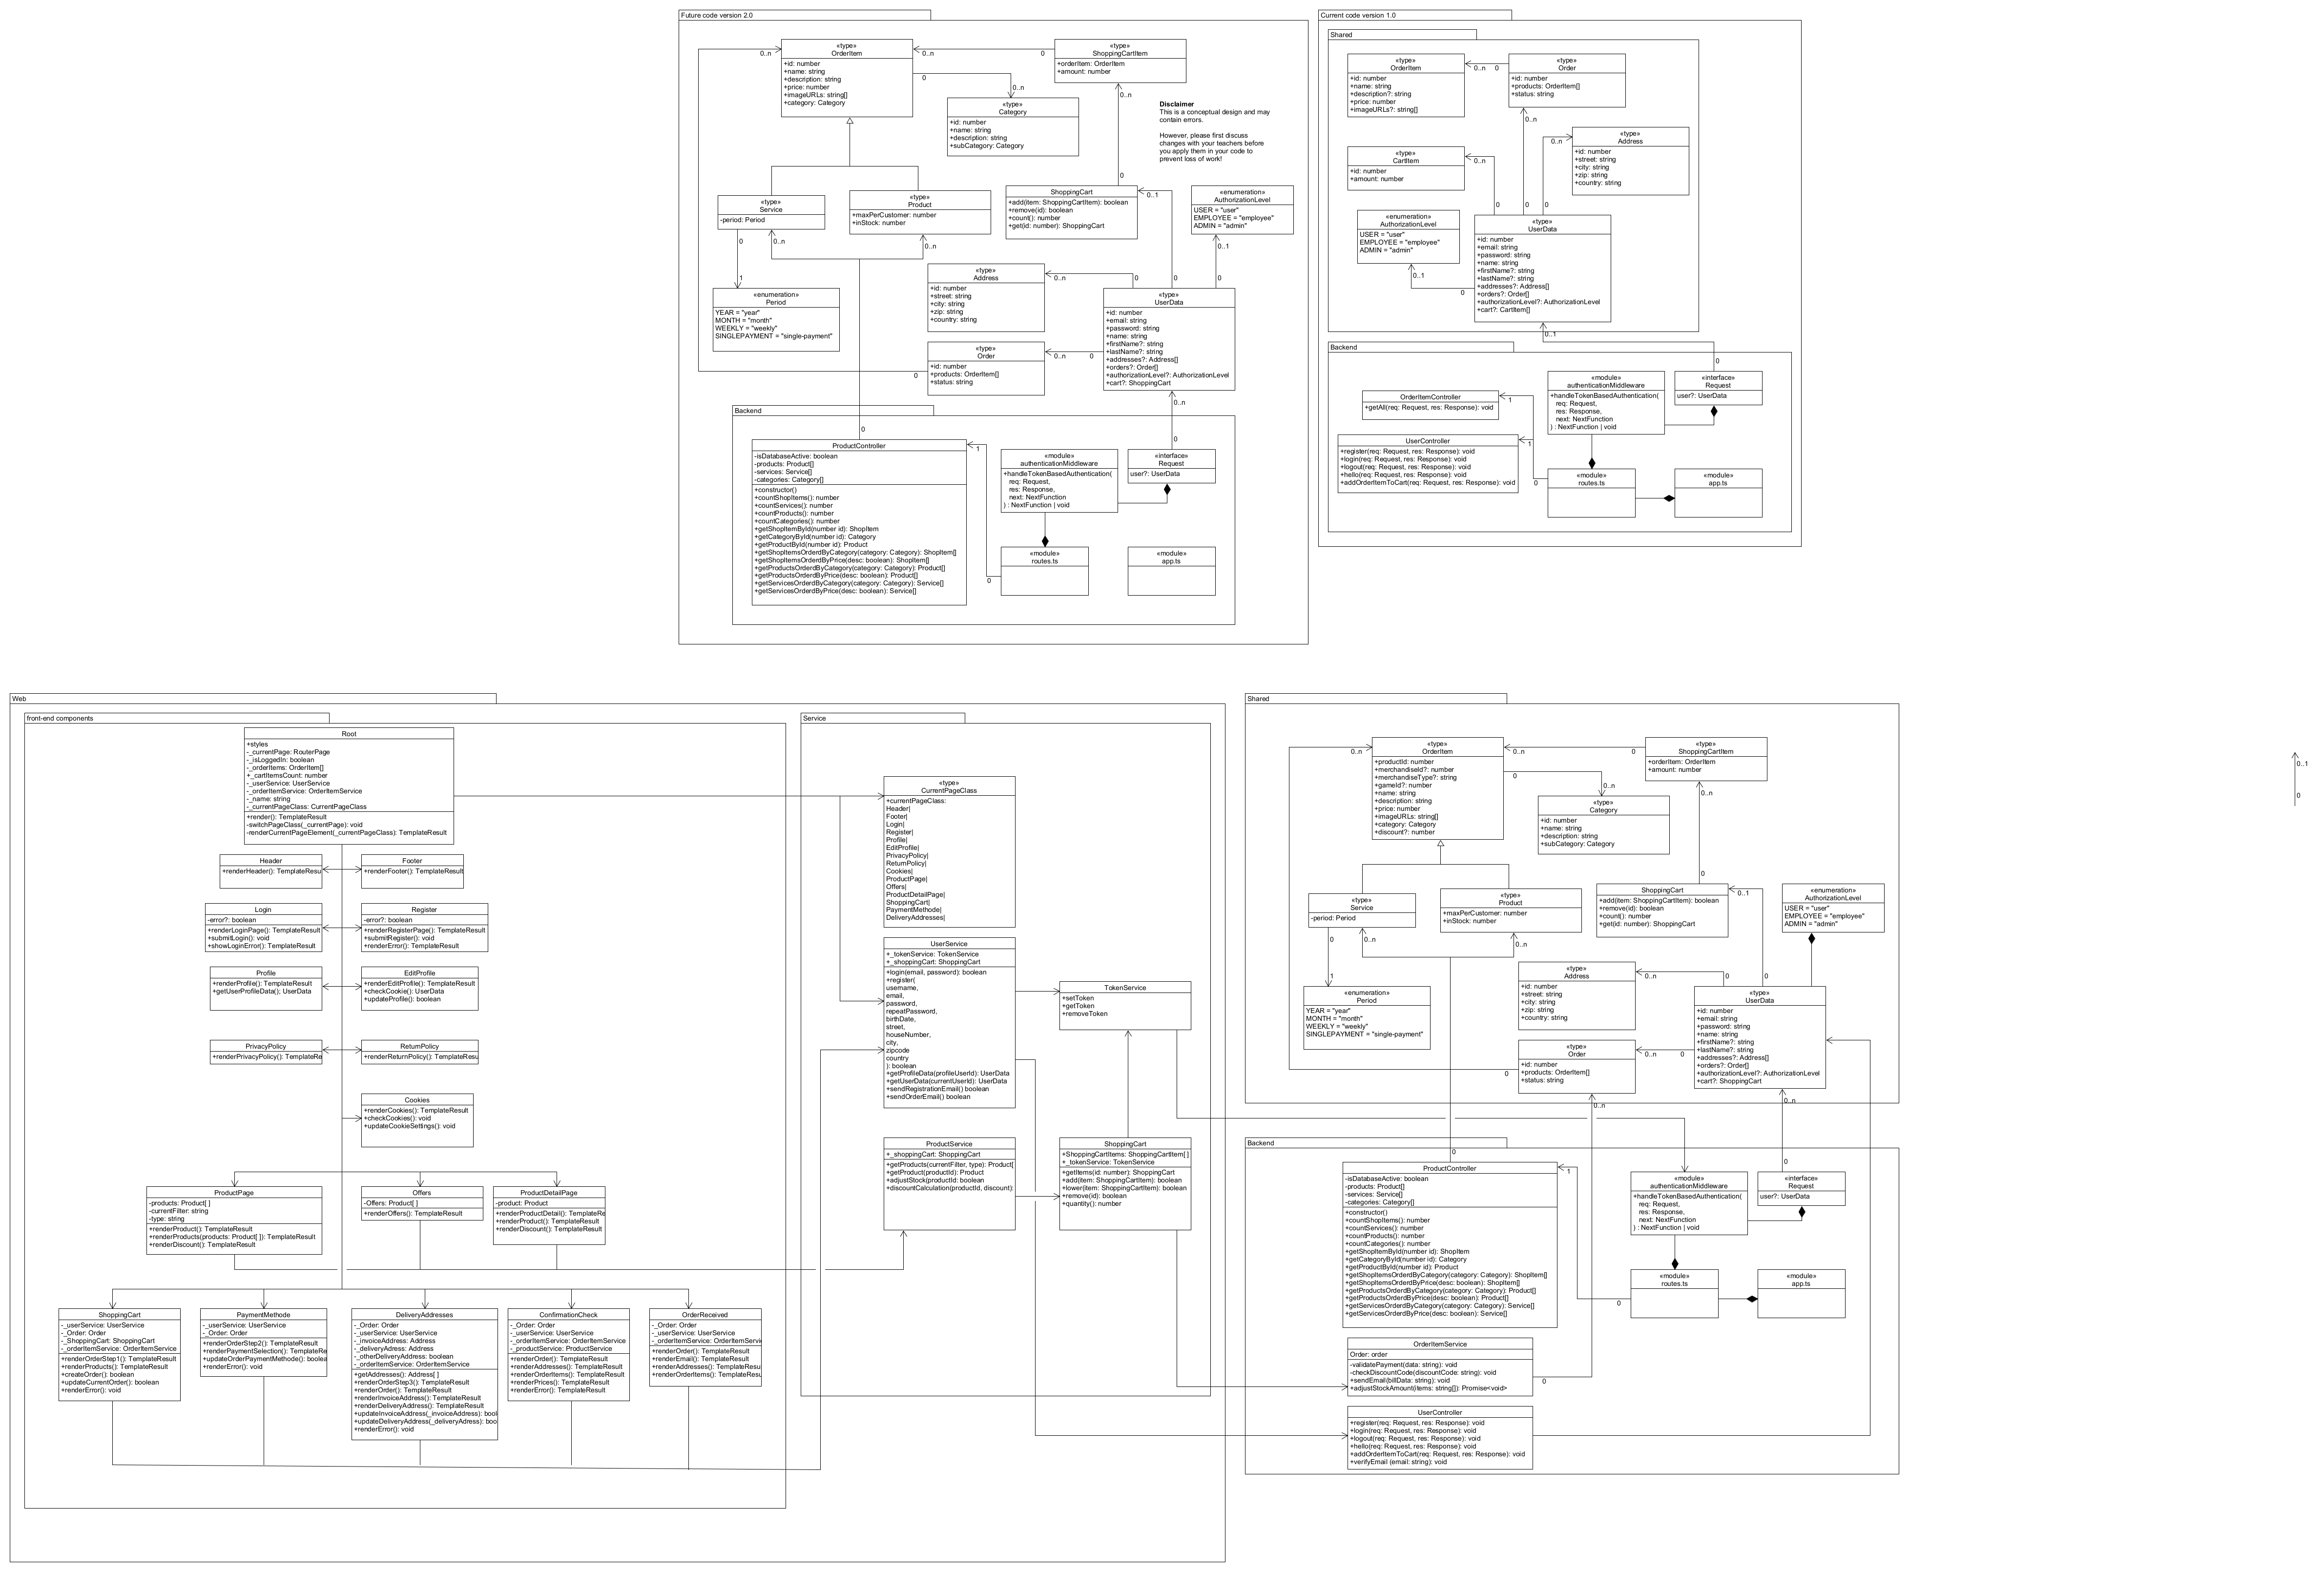 Future code version 2.0
«type»
OrderItem
+id: number
+name: string
+description: string
+price: number
+imageURLs: string[]
+category: Category
0..n
0..n
0
«type»
ShoppingCartItem
+orderItem: OrderItem
+amount: number
0
0..n
«type»
Category
+id: number
+name: string
+description: string
+subCategory: Category
0..n
Disclaimer
This is a conceptual design and may
contain errors.
However, please first discuss
changes with your teachers before
you apply them in your code to
prevent loss of work!
«type»
Service
-period: Period
0
0..n
«type»
Product
+maxPerCustomer: number
+inStock: number
0..n
0
ShoppingCart
+add(item: ShoppingCartItem): boolean
+remove(id): boolean
+count(): number
+get(id: number): ShoppingCart
0..1
«enumeration»
AuthorizationLevel
USER = "user"
EMPLOYEE = "employee"
ADMIN = "admin"
0..1
1
«enumeration»
Period
YEAR = "year"
MONTH = "month"
WEEKLY = "weekly"
SINGLEPAYMENT = "single-payment"
«type»
Address
+id: number
+street: string
+city: string
+zip: string
+country: string
0..n
0
0
0
«type»
UserData
+id: number
+email: string
+password: string
+name: string
+firstName?: string
+lastName?: string
+addresses?: Address[]
+orders?: Order[]
+authorizationLevel?: AuthorizationLevel
+cart?: ShoppingCart
«type»
Order
+id: number
+products: OrderItem[]
+status: string
0..n
0
0
0..n
Backend
0
ProductController
-isDatabaseActive: boolean
-products: Product[]
-services: Service[]
-categories: Category[]
+constructor()
+countShopItems(): number
+countServices(): number
+countProducts(): number
+countCategories(): number
+getShopItemById(number id): ShopItem
+getCategoryById(number id): Category
+getProductById(number id): Product
+getShopItemsOrderdByCategory(category: Category): ShopItem[]
+getShopItemsOrderdByPrice(desc: boolean): ShopItem[]
+getProductsOrderdByCategory(category: Category): Product[]
+getProductsOrderdByPrice(desc: boolean): Product[]
+getServicesOrderdByCategory(category: Category): Service[]
+getServicesOrderdByPrice(desc: boolean): Service[]
1
0
«module»
authenticationMiddleware
+handleTokenBasedAuthentication(
req: Request,
res: Response,
next: NextFunction
) : NextFunction | void
0
«interface»
Request
user?: UserData
«module»
routes.ts
«module»
app.ts
Current code version 1.0
Shared
«type»
OrderItem
+id: number
+name: string
+description?: string
+price: number
+imageURLs?: string[]
0..n
0
«type»
Order
+id: number
+products: OrderItem[]
+status: string
0..n
«type»
Address
+id: number
+street: string
+city: string
+zip: string
+country: string
0..n
«type»
CartItem
+id: number
+amount: number
0..n
0
0
0
«enumeration»
AuthorizationLevel
USER = "user"
EMPLOYEE = "employee"
ADMIN = "admin"
0..1
0
«type»
UserData
+id: number
+email: string
+password: string
+name: string
+firstName?: string
+lastName?: string
+addresses?: Address[]
+orders?: Order[]
+authorizationLevel?: AuthorizationLevel
+cart?: CartItem[]
0..1
Backend
0
OrderItemController
+getAll(req: Request, res: Response): void
1
UserController
+register(req: Request, res: Response): void
+login(req: Request, res: Response): void
+logout(req: Request, res: Response): void
+hello(req: Request, res: Response): void
+addOrderItemToCart(req: Request, res: Response): void
1
0
«module»
authenticationMiddleware
+handleTokenBasedAuthentication(
req: Request,
res: Response,
next: NextFunction
) : NextFunction | void
«interface»
Request
user?: UserData
«module»
routes.ts
«module»
app.ts
Web
front-end components
Root
+styles
-_currentPage: RouterPage
-_isLoggedIn: boolean
-_orderItems: OrderItem[]
+_cartItemsCount: number
-_userService: UserService
-_orderItemService: OrderItemService
-_name: string
-_currentPageClass: CurrentPageClass
+render(): TemplateResult
-switchPageClass(_currentPage): void
-renderCurrentPageElement(_currentPageClass): TemplateResult
Header
+renderHeader(): TemplateResu
Footer
+renderFooter(): TemplateResult
Login
-error?: boolean
+renderLoginPage(): TemplateResult
+submitLogin(): void
+showLoginError(): TemplateResult
Register
-error?: boolean
+renderRegisterPage(): TemplateResult
+submitRegister(): void
+renderError(): TemplateResult
Profile
+renderProfile(): TemplateResult
+getUserProfileData(); UserData
EditProfile
+renderEditProfile(): TemplateResult
+checkCookie(): UserData
+updateProfile(): boolean
PrivacyPolicy
+renderPrivacyPolicy(): TemplateRe
ReturnPolicy
+renderReturnPolicy(): TemplateResu
Cookies
+renderCookies(): TemplateResult
+checkCookies(): void
+updateCookieSettings(): void
ProductPage
-products: Product[ ]
-currentFilter: string
-type: string
+renderProduct(): TemplateResult
+renderProducts(products: Product[ ]): TemplateResult
+renderDiscount(): TemplateResult
Offers
-Offers: Product[ ]
+renderOffers(): TemplateResult
ProductDetailPage
-product: Product
+renderProductDetail(): TemplateRe
+renderProduct(): TemplateResult
+renderDiscount(): TemplateResult
ShoppingCart
-_userService: UserService
-_Order: Order
-_ShoppingCart: ShoppingCart
-_orderItemService: OrderItemService
+renderOrderStep1(): TemplateResult
+renderProducts(): TemplateResult
+createOrder(): boolean
+updateCurrentOrder(): boolean
+renderError(): void
PaymentMethode
-_userService: UserService
-_Order: Order
+renderOrderStep2(): TemplateResult
+renderPaymentSelection(): TemplateRe
+updateOrderPaymentMethode(): boolea
+renderError(): void
DeliveryAddresses
-_Order: Order
-_userService: UserService
-_invoiceAddress: Address
-_deliveryAdress: Address
-_otherDeliveryAddress: boolean
-_orderitemService: OrderItemService
+getAddresses(): Address[ ]
+renderOrderStep3(): TemplateResult
+renderOrder(): TemplateResult
+renderInvoiceAddress(): TemplateResult
+renderDeliveryAddress(): TemplateResult
+updateInvoiceAddress(_invoiceAddress): bool
+updateDeliveryAddress(_deliveryAdress): boo
+renderError(): void
ConfirmationCheck
-_Order: Order
-_userService: UserService
-_orderitemService: OrderItemService
-_productService: ProductService
+renderOrder(): TemplateResult
+renderAddresses(): TemplateResult
+renderOrderItems(): TemplateResult
+renderPrices(): TemplateResult
+renderError(): TemplateResult
OrderReceived
-_Order: Order
-_userService: UserService
-_orderitemService: OrderItemServi
+renderOrder(): TemplateResult
+renderEmail(): TemplateResult
+renderAddresses(): TemplateResu
+renderOrderItems(): TemplateResu
Service
«type»
CurrentPageClass
+currentPageClass:
Header|
Footer|
Login|
Register|
Profile|
EditProfile|
PrivacyPolicy|
ReturnPolicy|
Cookies|
ProductPage|
Offers|
ProductDetailPage|
ShoppingCart|
PaymentMethode|
DeliveryAddresses|
UserService
+_tokenService: TokenService
+_shoppingCart: ShoppingCart
+login(email, password): boolean
+register(
username,
email,
password,
repeatPassword,
birthDate,
street,
houseNumber,
city,
zipcode
country
): boolean
+getProfileData(profileUserId): UserData
+getUserData(currentUserId): UserData
+sendRegistrationEmail() boolean
+sendOrderEmail() boolean
TokenService
+setToken
+getToken
+removeToken
ProductService
+_shoppingCart: ShoppingCart
+getProducts(currentFilter, type): Product[
+getProduct(productId): Product
+adjustStock(productId): boolean
+discountCalculation(productId, discount):
ShoppingCart
+ShoppingCartItems: ShoppingCartItem[ ]
+_tokenService: TokenService
+getItems(id: number): ShoppingCart
+add(item: ShoppingCartItem): boolean
+lower(item: ShoppingCartItem): boolean
+remove(id): boolean
+quantity(): number
Shared
«type»
OrderItem
+productId: number
+merchandiseId?: number
+merchandiseType?: string
+gameId?: number
+name: string
+description: string
+price: number
+imageURLs: string[]
+category: Category
+discount?: number
0..n
0..n
0
«type»
ShoppingCartItem
+orderItem: OrderItem
+amount: number
0
0..n
«type»
Category
+id: number
+name: string
+description: string
+subCategory: Category
0..n
«type»
Service
-period: Period
0
0..n
«type»
Product
+maxPerCustomer: number
+inStock: number
0..n
0
ShoppingCart
+add(item: ShoppingCartItem): boolean
+remove(id): boolean
+count(): number
+get(id: number): ShoppingCart
0..1
«enumeration»
AuthorizationLevel
USER = "user"
EMPLOYEE = "employee"
ADMIN = "admin"
1
«enumeration»
Period
YEAR = "year"
MONTH = "month"
WEEKLY = "weekly"
SINGLEPAYMENT = "single-payment"
«type»
Address
+id: number
+street: string
+city: string
+zip: string
+country: string
0..n
0
0
«type»
UserData
+id: number
+email: string
+password: string
+name: string
+firstName?: string
+lastName?: string
+addresses?: Address[]
+orders?: Order[]
+authorizationLevel?: AuthorizationLevel
+cart?: ShoppingCart
«type»
Order
+id: number
+products: OrderItem[]
+status: string
0..n
0
0
0..n
0..n
Backend
0
ProductController
-isDatabaseActive: boolean
-products: Product[]
-services: Service[]
-categories: Category[]
+constructor()
+countShopItems(): number
+countServices(): number
+countProducts(): number
+countCategories(): number
+getShopItemById(number id): ShopItem
+getCategoryById(number id): Category
+getProductById(number id): Product
+getShopItemsOrderdByCategory(category: Category): ShopItem[]
+getShopItemsOrderdByPrice(desc: boolean): ShopItem[]
+getProductsOrderdByCategory(category: Category): Product[]
+getProductsOrderdByPrice(desc: boolean): Product[]
+getServicesOrderdByCategory(category: Category): Service[]
+getServicesOrderdByPrice(desc: boolean): Service[]
1
0
«module»
authenticationMiddleware
+handleTokenBasedAuthentication(
req: Request,
res: Response,
next: NextFunction
) : NextFunction | void
0
«interface»
Request
user?: UserData
«module»
routes.ts
«module»
app.ts
OrderItemService
Order: order
-validatePayment(data: string): void
-checkDiscountCode(discountCode: string): void
+sendEmail(billData: string): void
+adjustStockAmount(items: string[]): Promise<void>
0
UserController
+register(req: Request, res: Response): void
+login(req: Request, res: Response): void
+logout(req: Request, res: Response): void
+hello(req: Request, res: Response): void
+addOrderItemToCart(req: Request, res: Response): void
+verifyEmail (email: string): void
0..1
0